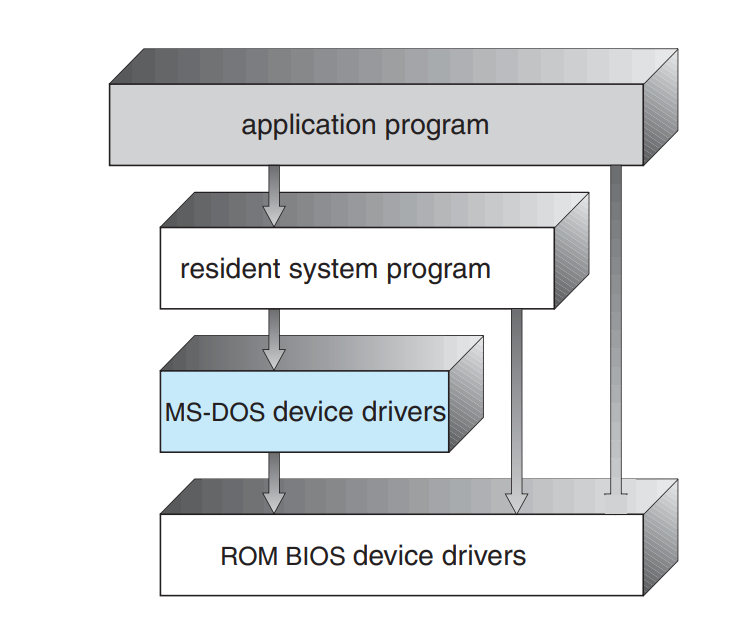 application program
resident system program
MS-DOS device drivers
ROM BIOS device drivers